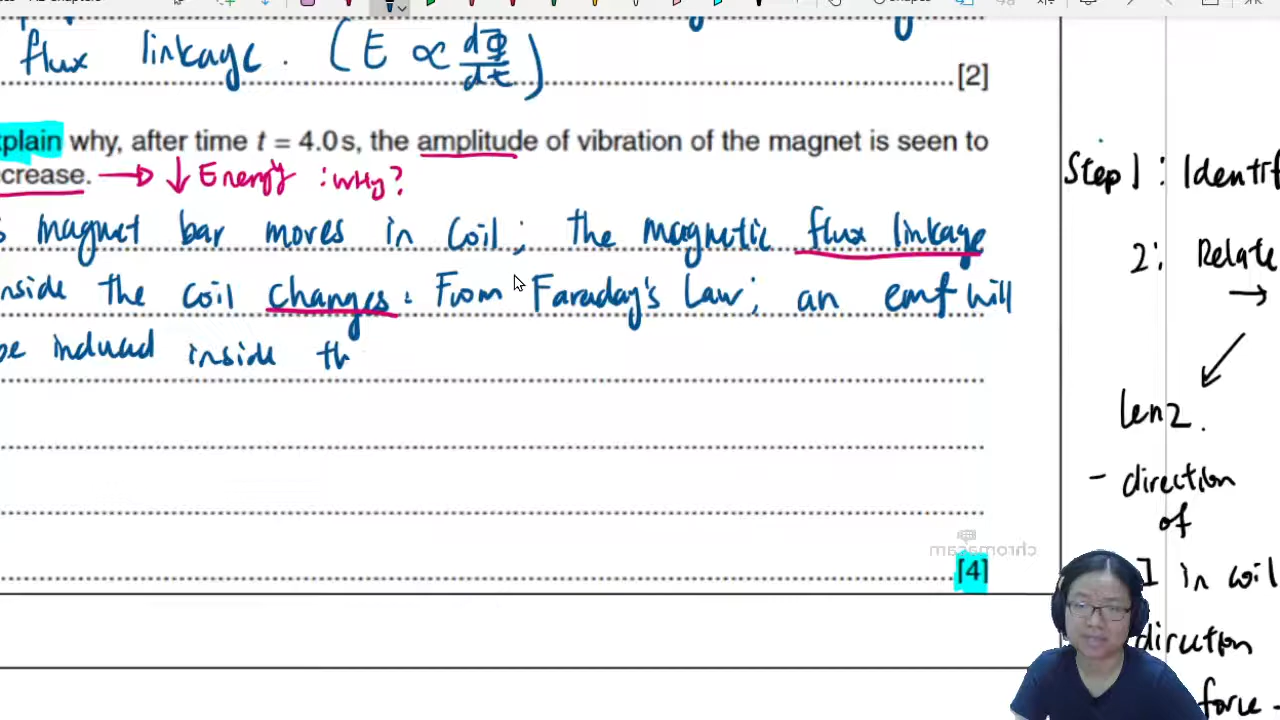 flux linkage. (E ∝ dΦ/dt)
[2]
xplain why, after time t = 4.0 s, the amplitude of vibration of the magnet is seen to
crease. → ↓ Energy : why?
s magnet bar moves in coil; the magnetic flux linkage
nside the coil changes. From Faraday's Law; an emf will
be induced inside th
[4]
chromacam
Step 1: Identif
2: Relate
→
lenz.
- direction
of
I in coil
direction
force -